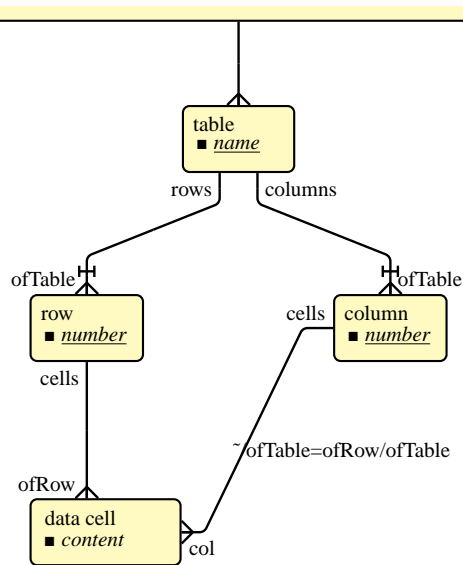 table
■ name
rows
columns
ofTable
ofTable
row
■ number
cells
column
■ number
cells
~/ofTable=ofRow/ofTable
ofRow
data cell
■ content
col